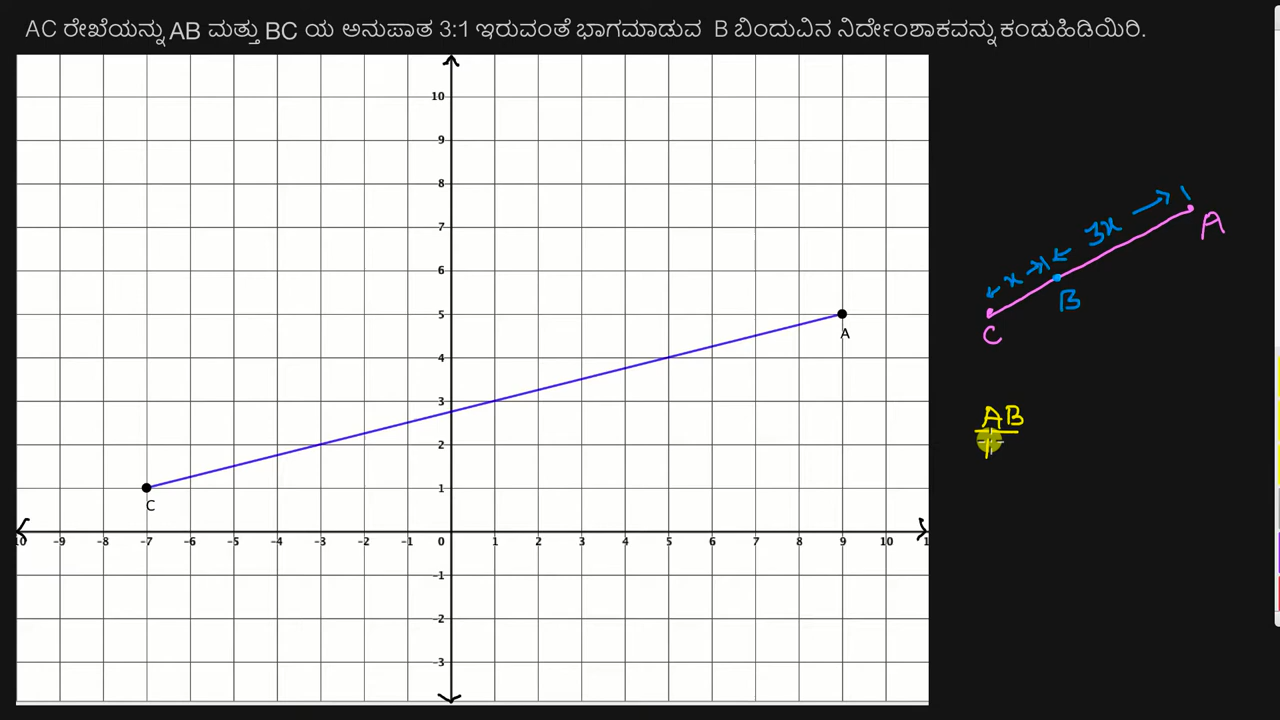 AC ರೇಖೆಯನ್ನು AB ಮತ್ತು BC ಯ ಅನುಪಾತ 3:1 ಇರುವಂತೆ ಭಾಗಮಾಡುವ B ಬಿಂದುವಿನ ನಿರ್ದೇಂಶಾಕವನ್ನು ಕಂಡುಹಿಡಿಯಿರಿ.
10
9
8
7
6
5
A
4
3
2
1
C
10 -9 -8 -7 -6 -5 -4 -3 -2 -1 0 1 2 3 4 5 6 7 8 9 10 1
-1
-2
-3
3x
A
x
B
C
AB